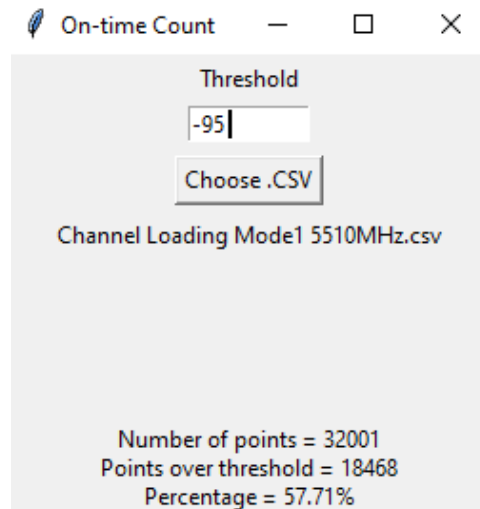 On-time Count
Threshold
-95
Choose .CSV
Channel Loading Mode1 5510MHz.csv
Number of points = 32001
Points over threshold = 18468
Percentage = 57.71%